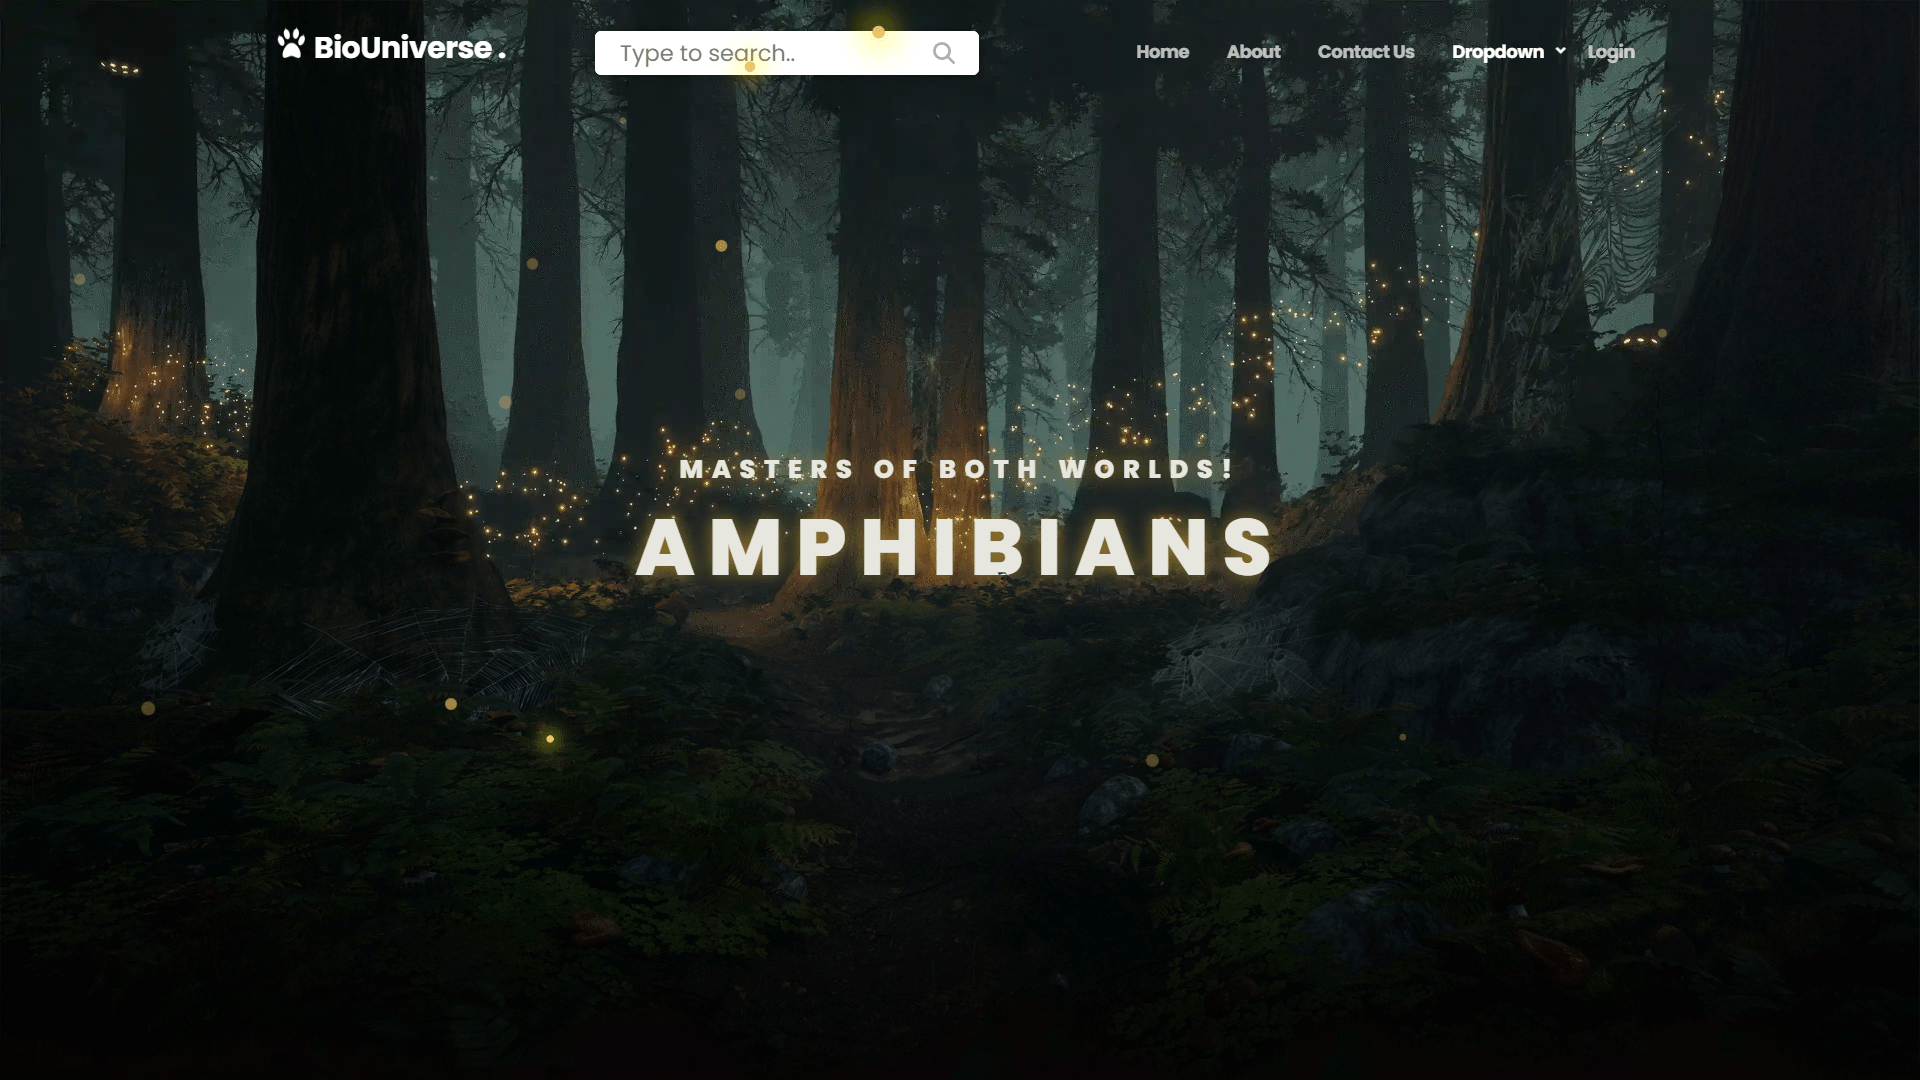 BioUniverse .
Type to search..
Home
About
Contact Us
Dropdown
Login
MASTERS OF BOTH WORLDS!
AMPHIBIANS